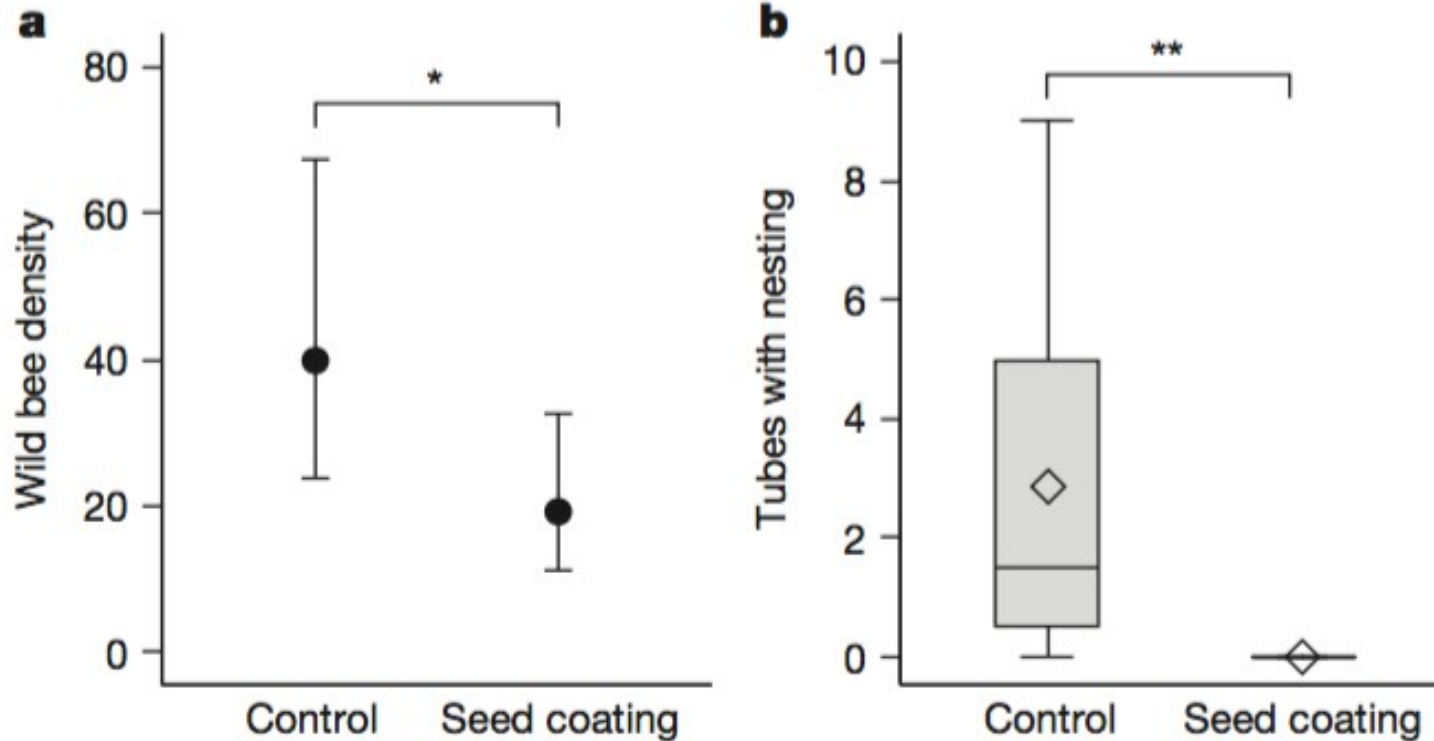 a
*
80
60
40
20
0
Wild bee density
Control Seed coating
b
**
10
8
6
4
2
0
Tubes with nesting
Control Seed coating